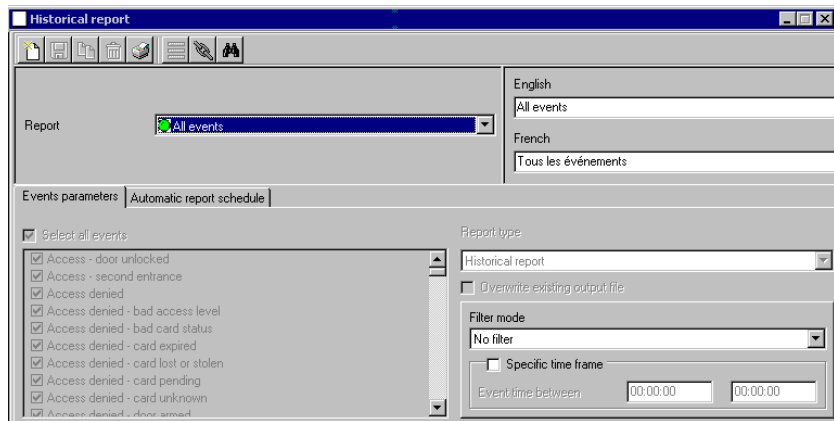 Historical report
English
All events
Report
All events
French
Tous les événements
Events parameters
Automatic report schedule
Select all events
Access - door unlocked
Access - second entrance
Access denied
Access denied - bad access level
Access denied - bad card status
Access denied - card expired
Access denied - card lost or stolen
Access denied - card pending
Access denied - card unknown
Access denied - door armed
Report type
Historical report
Overwrite existing output file
Filter mode
No filter
Specific time frame
Event time between 00:00:00 00:00:00